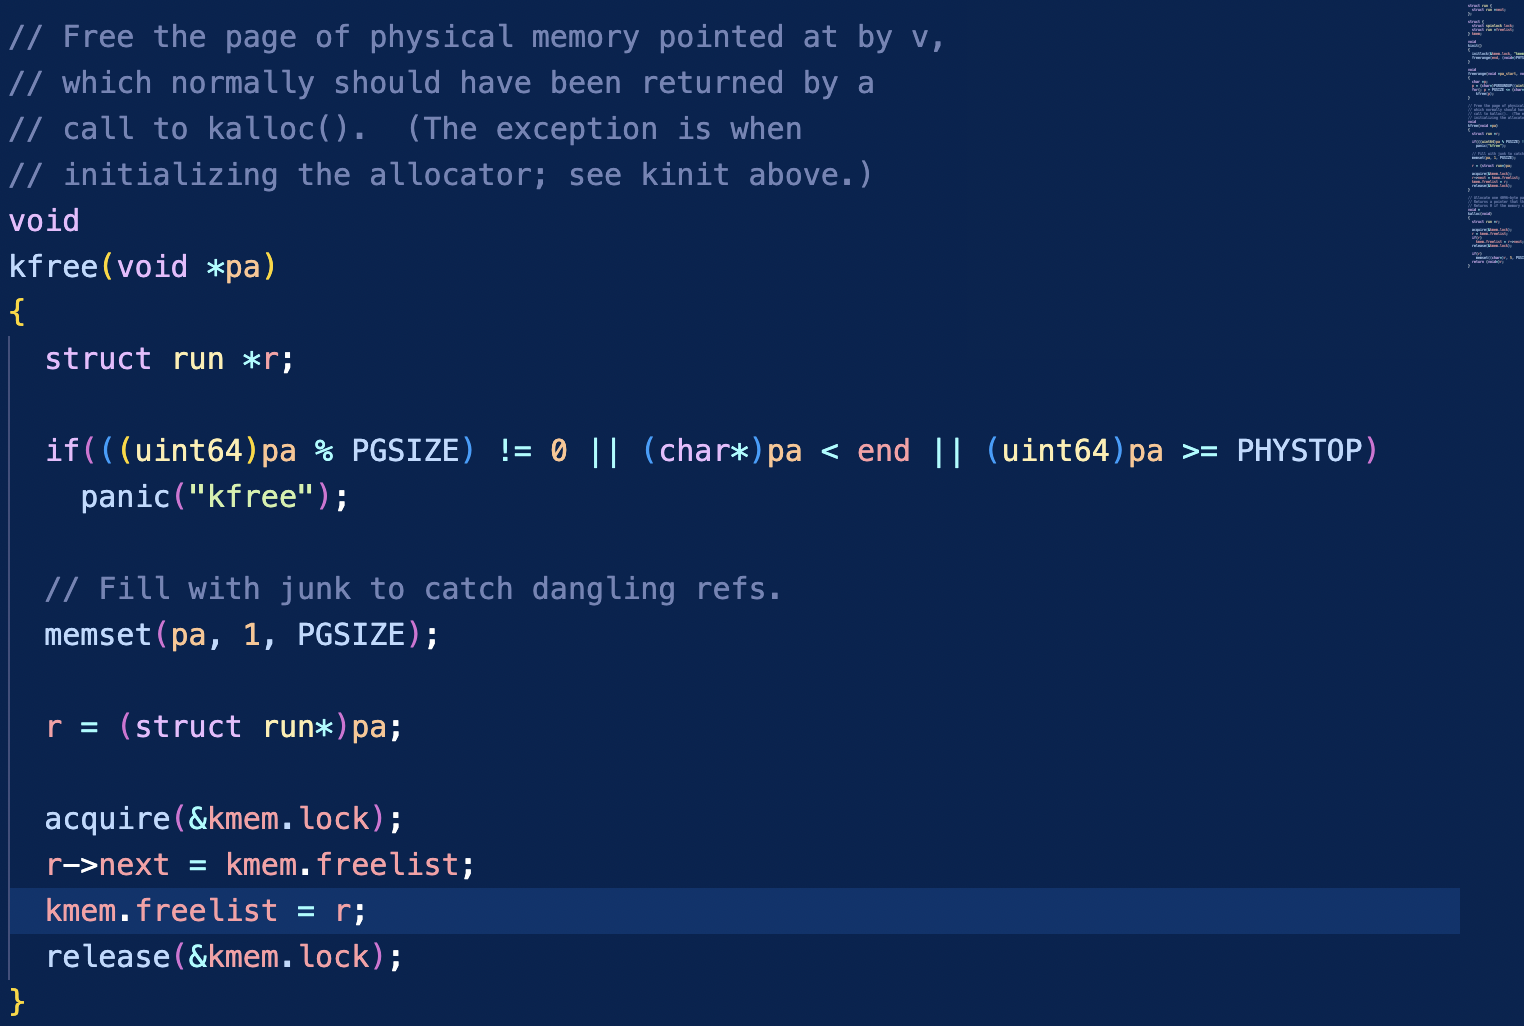 // Free the page of physical memory pointed at by v,
// which normally should have been returned by a
// call to kalloc().  (The exception is when
// initializing the allocator; see kinit above.)
void
kfree(void *pa)
{
  struct run *r;

  if(((uint64)pa % PGSIZE) != 0 || (char*)pa < end || (uint64)pa >= PHYSTOP)
    panic("kfree");

  // Fill with junk to catch dangling refs.
  memset(pa, 1, PGSIZE);

  r = (struct run*)pa;

  acquire(&kmem.lock);
  r->next = kmem.freelist;
  kmem.freelist = r;
  release(&kmem.lock);
}